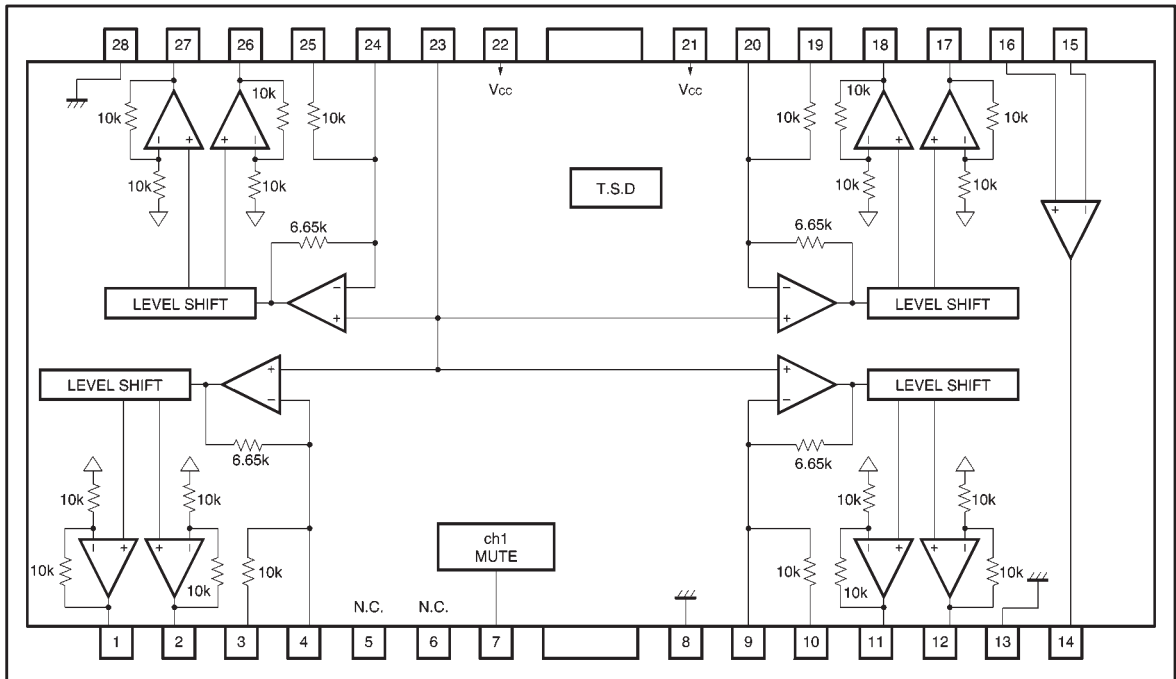 28 27 26 25 24 23 22 21 20 19 18 17 16 15
VCC VCC
10k 10k 10k 10k 10k 10k
+ − + − − + − + + −
10k 10k 10k 10k
T.S.D
6.65k 6.65k
LEVEL SHIFT − + − + LEVEL SHIFT
LEVEL SHIFT + − + − LEVEL SHIFT
6.65k 6.65k
10k 10k 10k 10k
ch1
MUTE
− + + − − + + −
10k 10k 10k 10k 10k 10k
N.C. N.C.
1 2 3 4 5 6 7 8 9 10 11 12 13 14